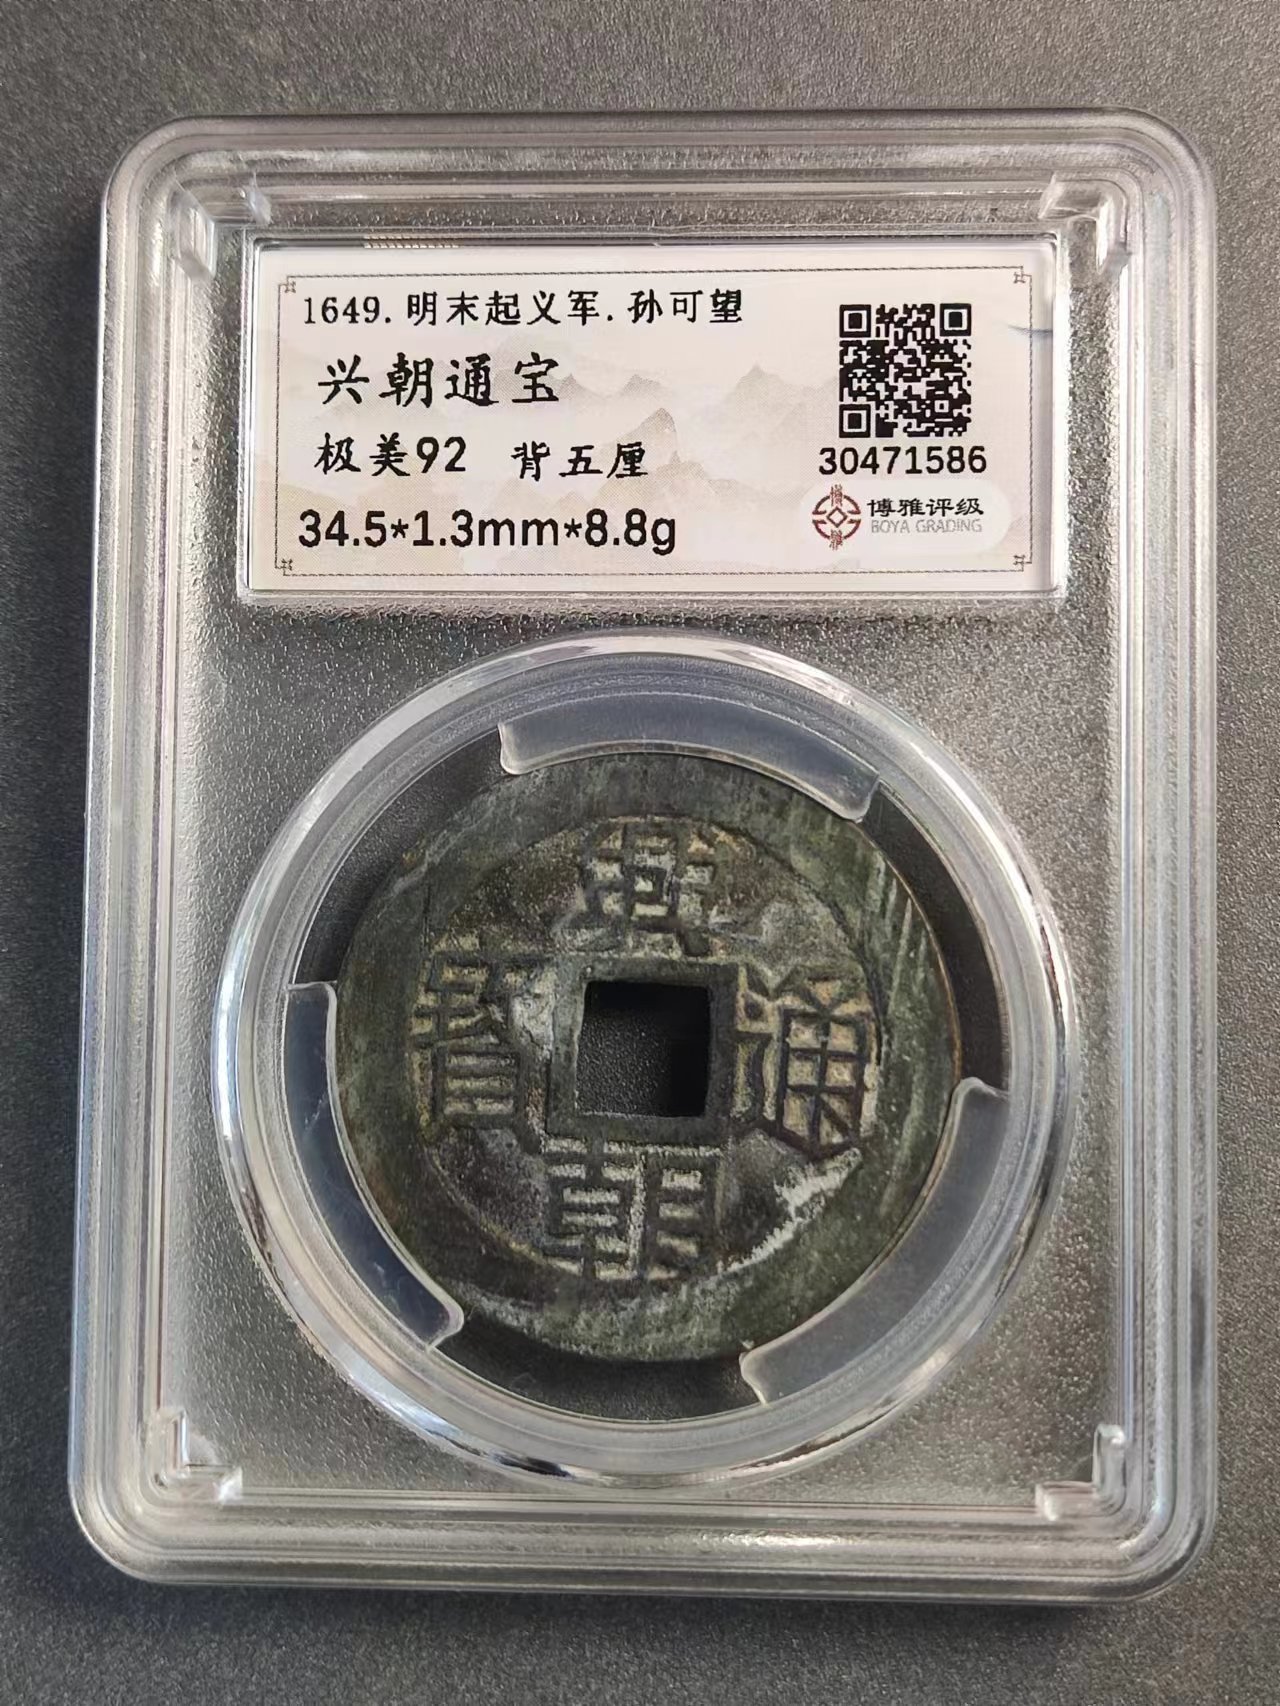 1649.明末起义军.孙可望
兴朝通宝
极美92 背五厘
34.5*1.3mm*8.8g
30471586
博雅评级
BOYA GRADING
興
寶 通
朝